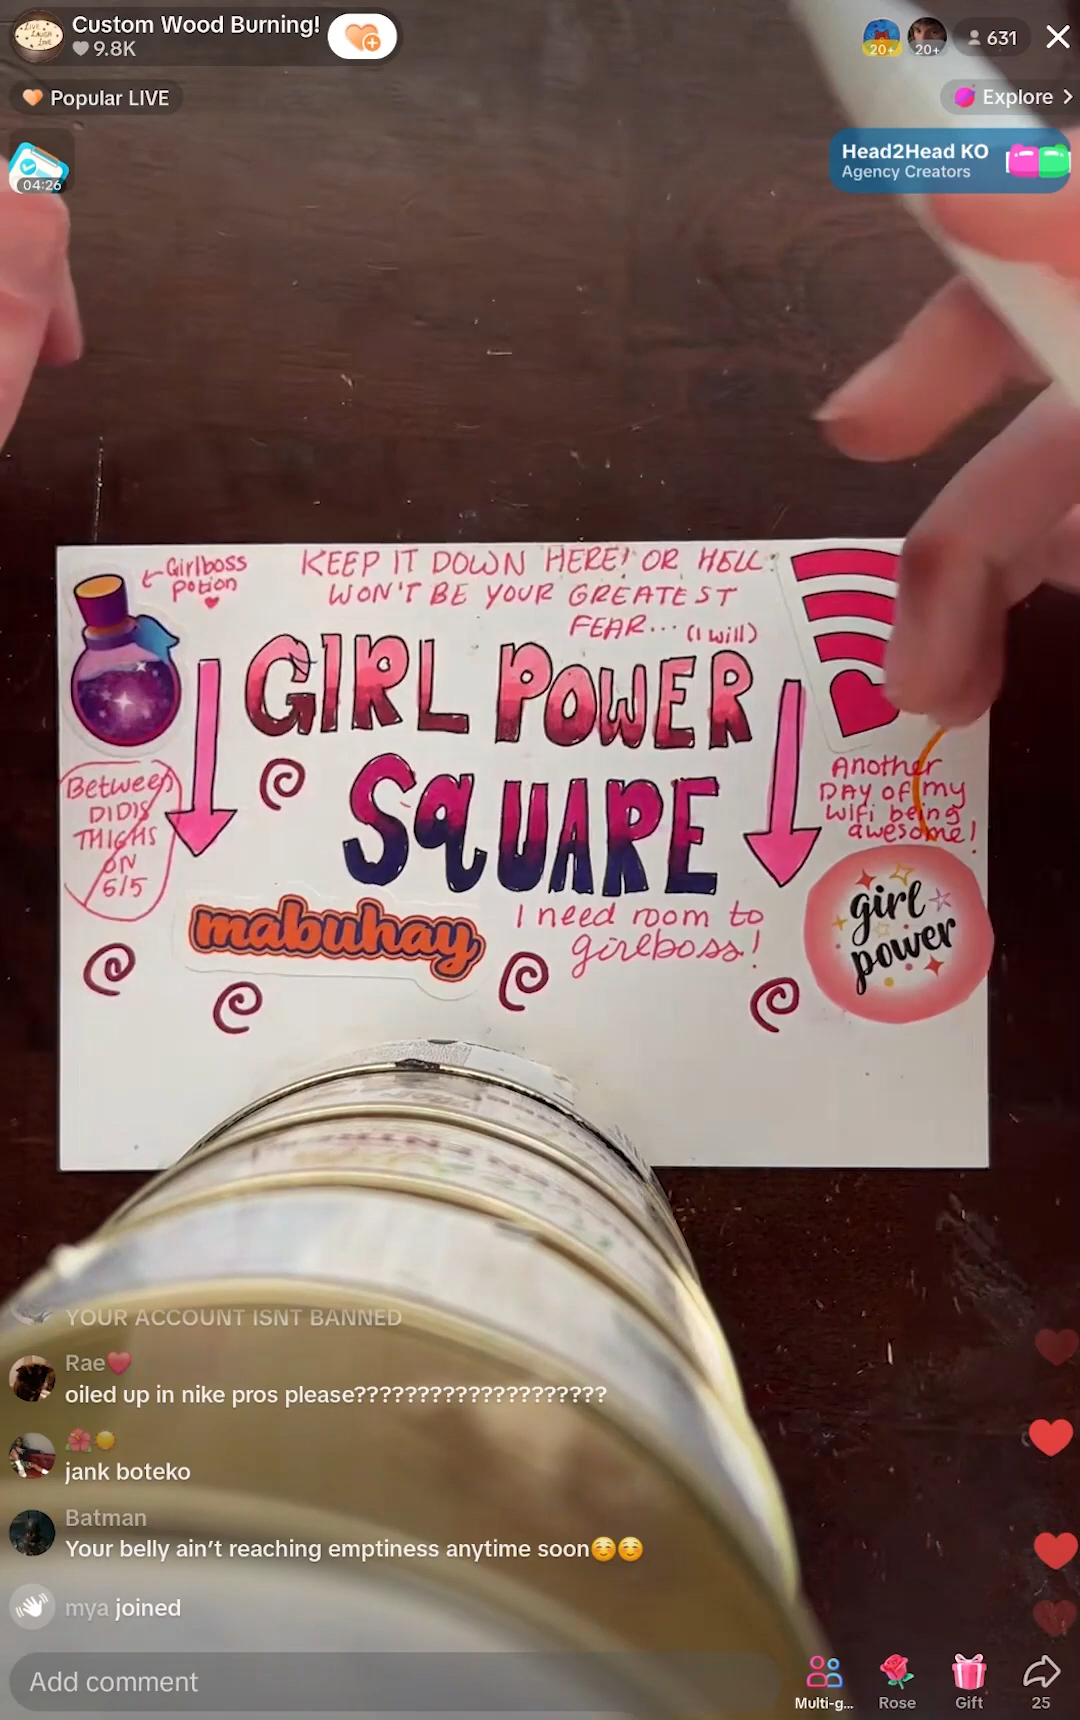 Custom Wood Burning!
9.8K
20+
20+
631
Popular LIVE
Explore
04:26
Head2Head KO
Agency Creators
Girlboss
potion
KEEP IT DOWN HERE! OR HELL
WON'T BE YOUR GREATEST
FEAR... (I will)
GIRL POWER
SQUARE
Between
DIDIS
THIGHS
ON
6/5
Another
DAY OF my
wifi being
awesome!
mabuhay
I need room to
girlboss!
girl
power
YOUR ACCOUNT ISNT BANNED
Rae❤️
oiled up in nike pros please????????????????????
🌺☀️
jank boteko
Batman
Your belly ain't reaching emptiness anytime soon☺️☺️
mya joined
Add comment
Multi-g...
Rose
Gift
25